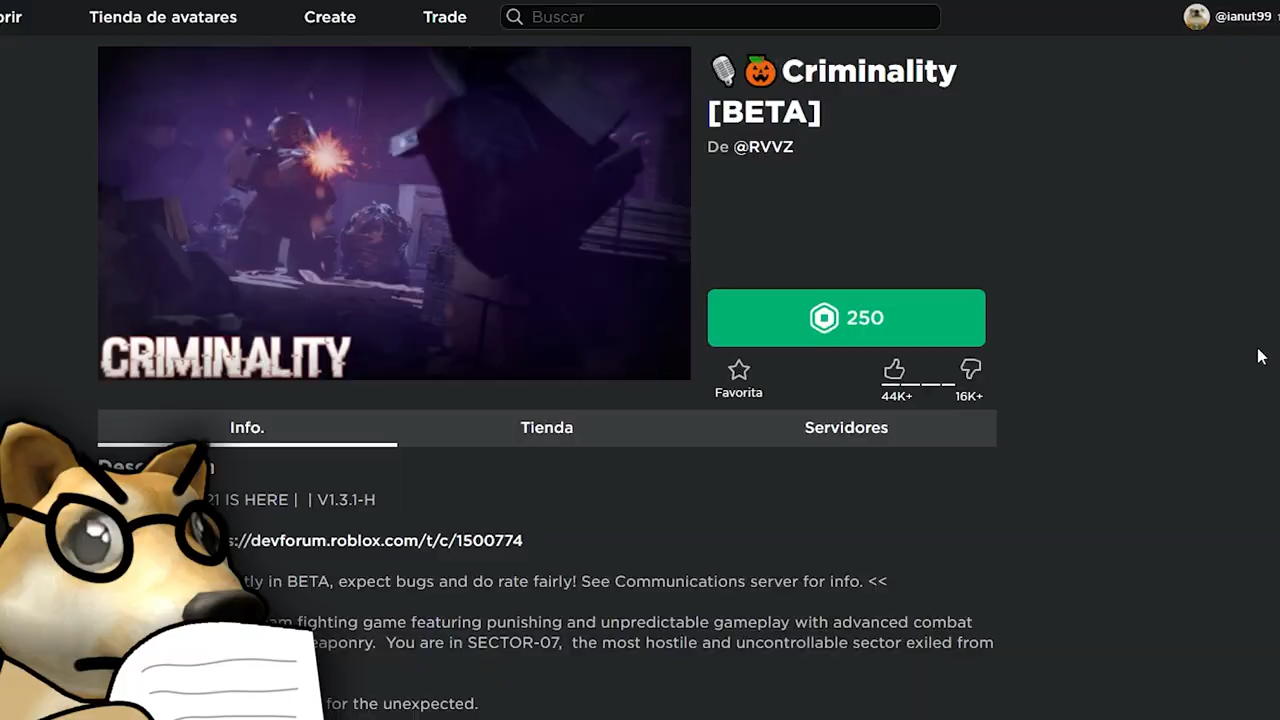 rir Tienda de avatares Create Trade Buscar @ianut99
Criminality
[BETA]
De @RVVZ
CRIMINALITY
250
Favorita 44K+ 16K+
Info. Tienda Servidores
21 IS HERE | | V1.3.1-H
s://devforum.roblox.com/t/c/1500774
tly in BETA, expect bugs and do rate fairly! See Communications server for info. <<
am fighting game featuring punishing and unpredictable gameplay with advanced combat
eaponry. You are in SECTOR-07, the most hostile and uncontrollable sector exiled from
for the unexpected.